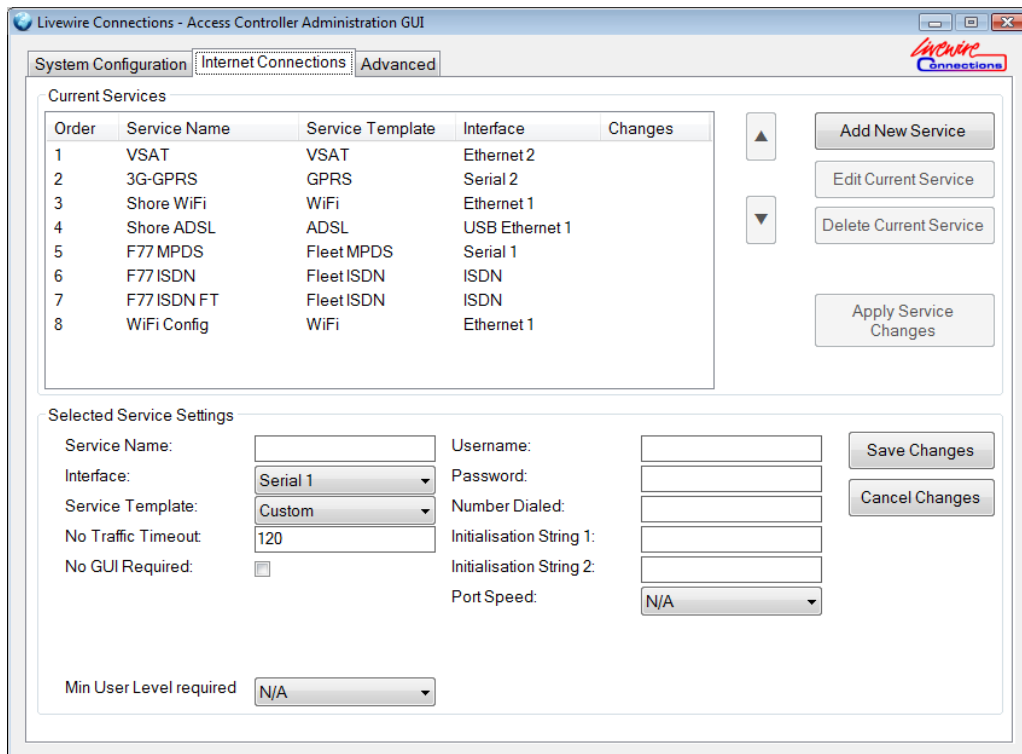 Livewire Connections - Access Controller Administration GUI
Livewire
Connections
System Configuration Internet Connections Advanced
Current Services
Order Service Name Service Template Interface Changes
1 VSAT VSAT Ethernet 2
2 3G-GPRS GPRS Serial 2
3 Shore WiFi WiFi Ethernet 1
4 Shore ADSL ADSL USB Ethernet 1
5 F77 MPDS Fleet MPDS Serial 1
6 F77 ISDN Fleet ISDN ISDN
7 F77 ISDN FT Fleet ISDN ISDN
8 WiFi Config WiFi Ethernet 1
Add New Service
Edit Current Service
Delete Current Service
Apply Service
Changes
Selected Service Settings
Service Name:
Interface: Serial 1
Service Template: Custom
No Traffic Timeout: 120
No GUI Required:
Min User Level required N/A
Username:
Password:
Number Dialed:
Initialisation String 1:
Initialisation String 2:
Port Speed: N/A
Save Changes
Cancel Changes